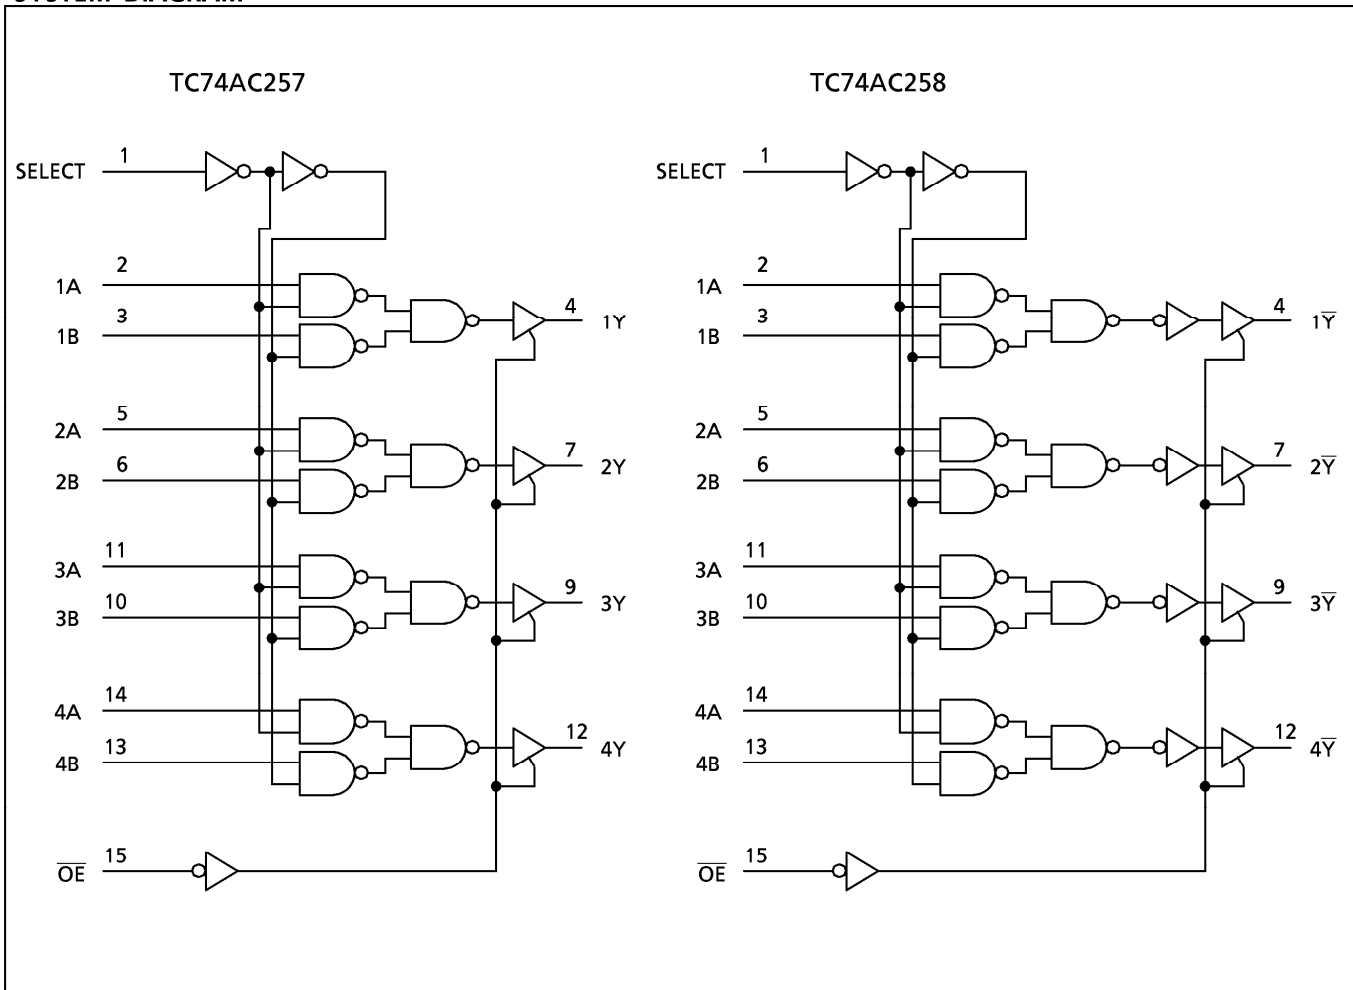 SYSTEM DIAGRAM
TC74AC257
SELECT 1
1A 2
1B 3
4 1Y
2A 5
2B 6
7 2Y
3A 11
3B 10
9 3Y
4A 14
4B 13
12 4Y
O̅E̅ 15
TC74AC258
SELECT 1
1A 2
1B 3
4 1Y̅
2A 5
2B 6
7 2Y̅
3A 11
3B 10
9 3Y̅
4A 14
4B 13
12 4Y̅
O̅E̅ 15